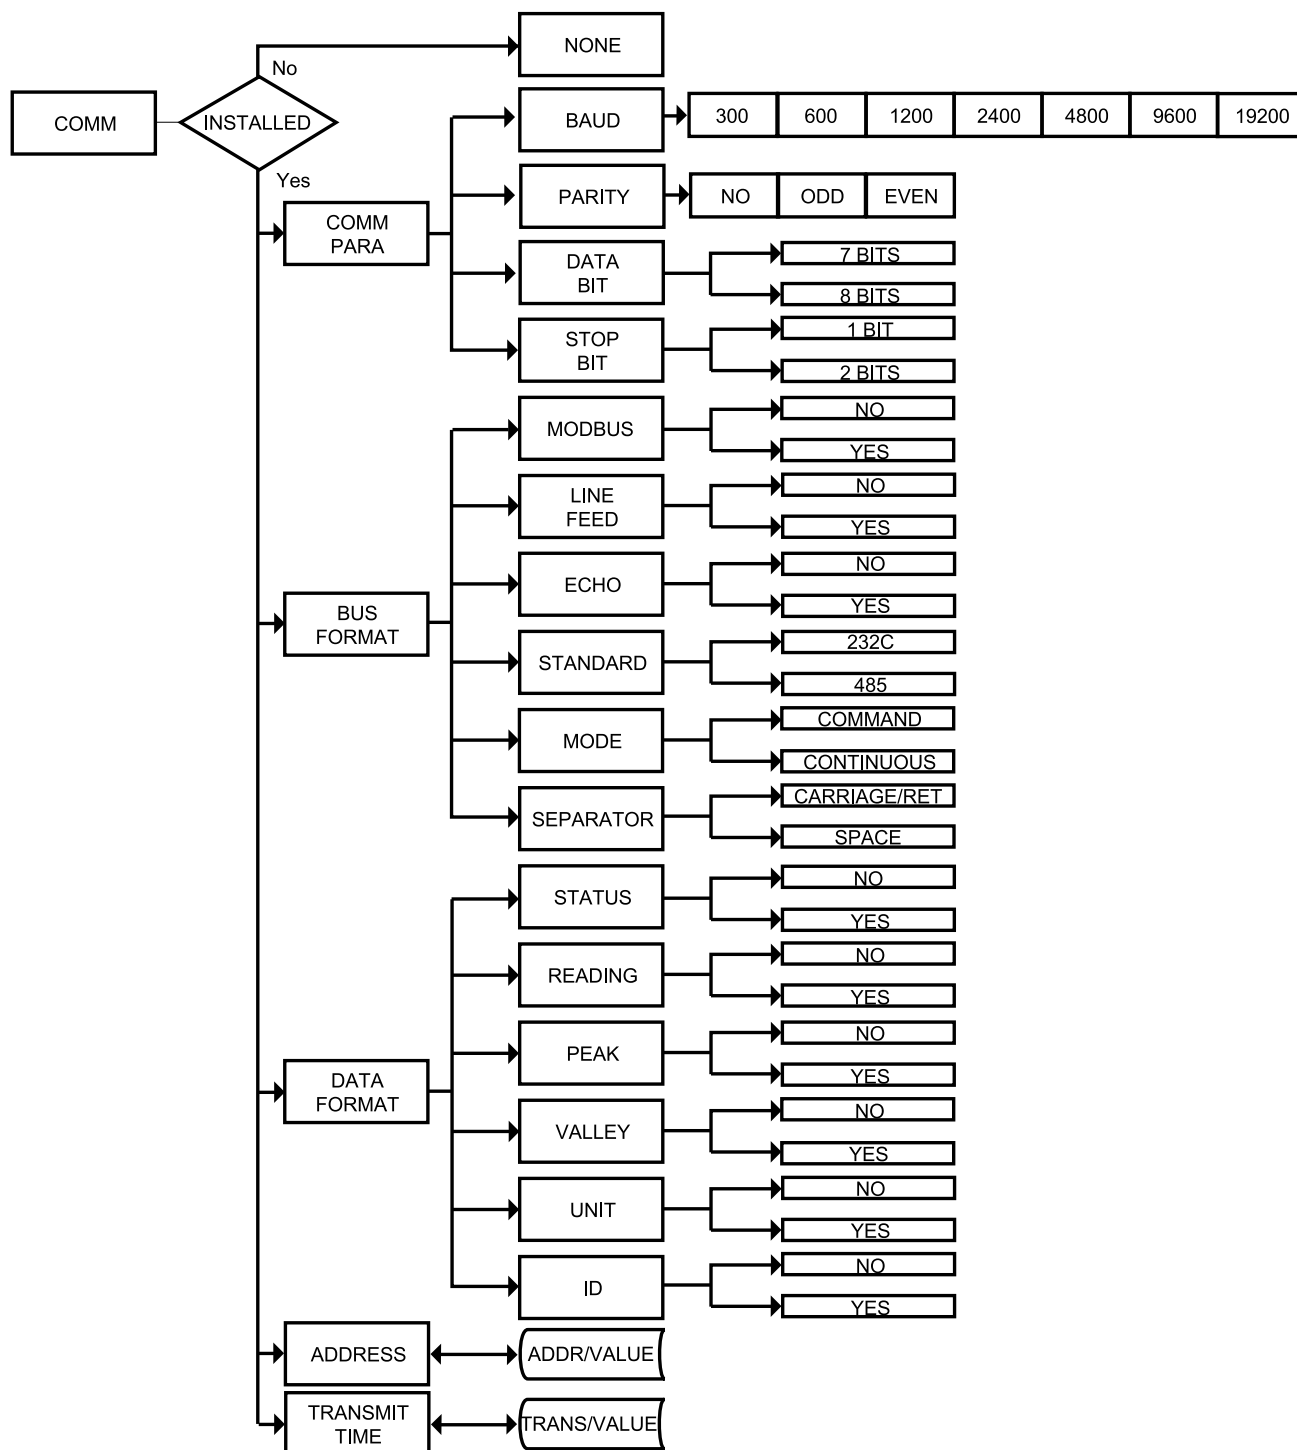 NONE
No
COMM
INSTALLED
BAUD
300 600 1200 2400 4800 9600 19200
Yes
COMM
PARA
PARITY
NO ODD EVEN
DATA
BIT
7 BITS
8 BITS
STOP
BIT
1 BIT
2 BITS
BUS
FORMAT
MODBUS
NO
YES
LINE
FEED
NO
YES
ECHO
NO
YES
STANDARD
232C
485
MODE
COMMAND
CONTINUOUS
SEPARATOR
CARRIAGE/RET
SPACE
DATA
FORMAT
STATUS
NO
YES
READING
NO
YES
PEAK
NO
YES
VALLEY
NO
YES
UNIT
NO
YES
ID
NO
YES
ADDRESS
ADDR/VALUE
TRANSMIT
TIME
TRANS/VALUE